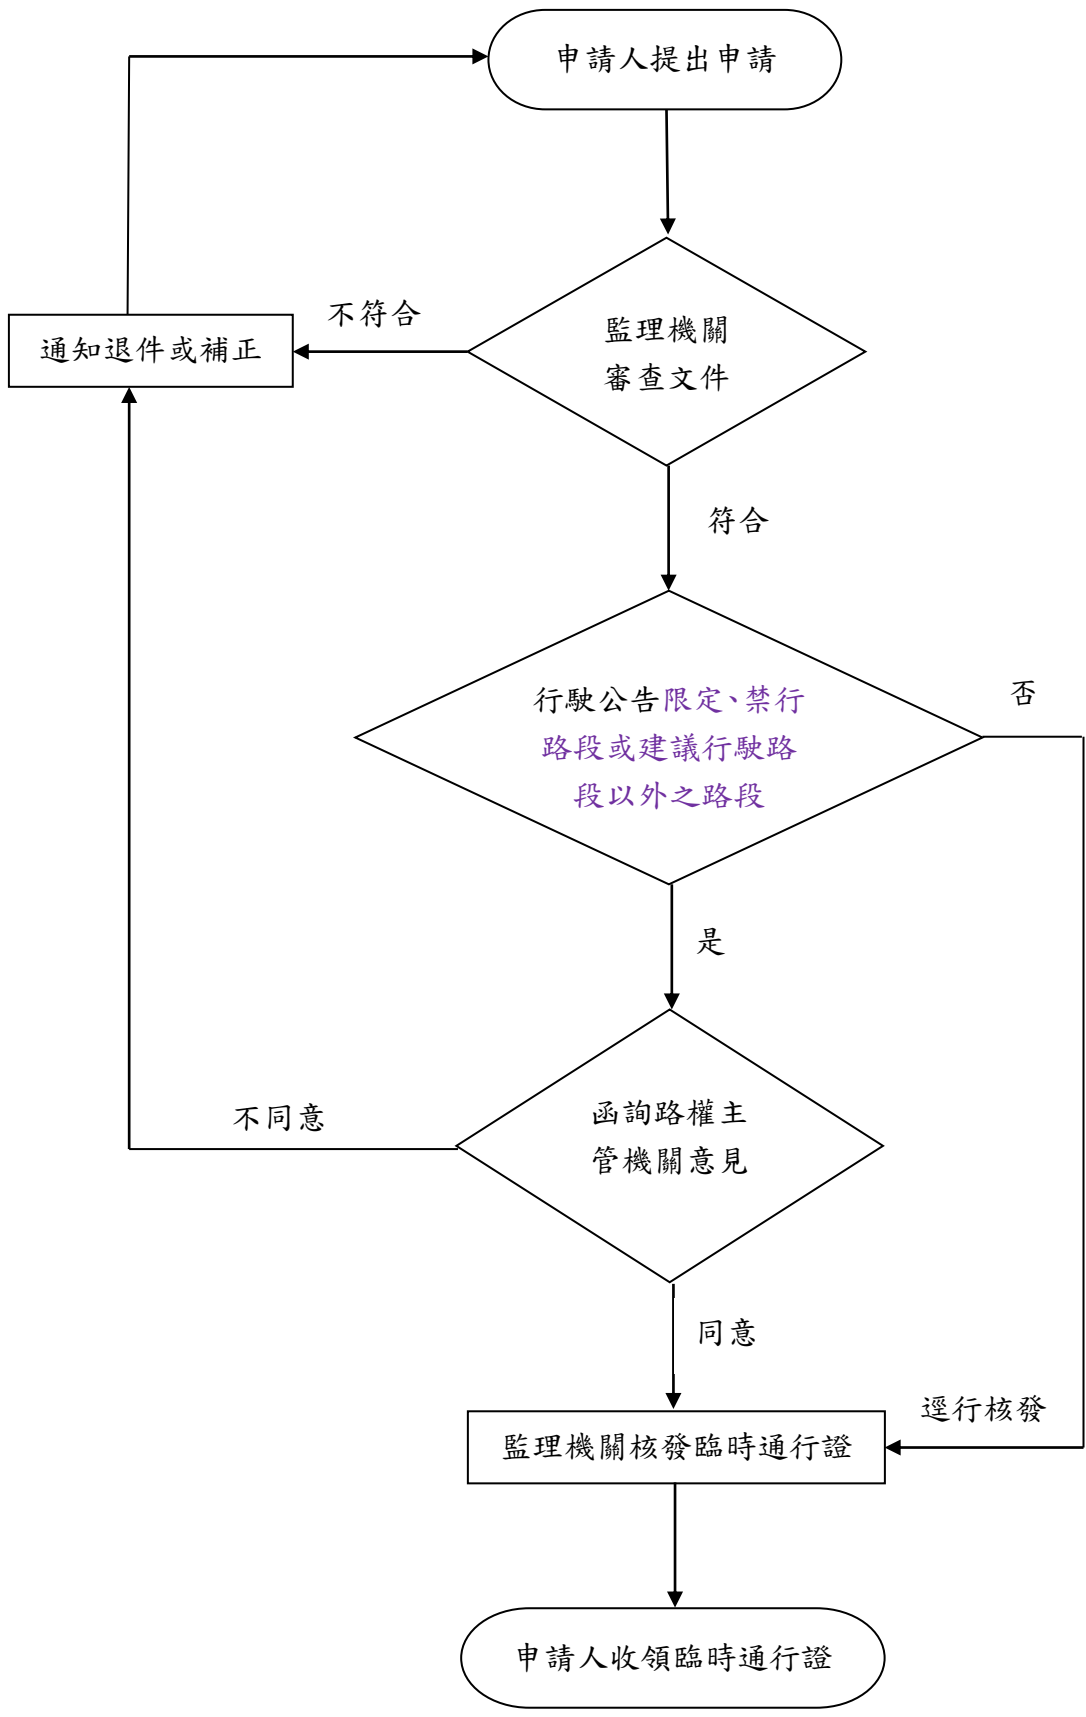 申請人提出申請
不符合
通知退件或補正
監理機關
審查文件
符合
行駛公告限定、禁行
路段或建議行駛路
段以外之路段
否
是
不同意
函詢路權主
管機關意見
同意
逕行核發
監理機關核發臨時通行證
申請人收領臨時通行證